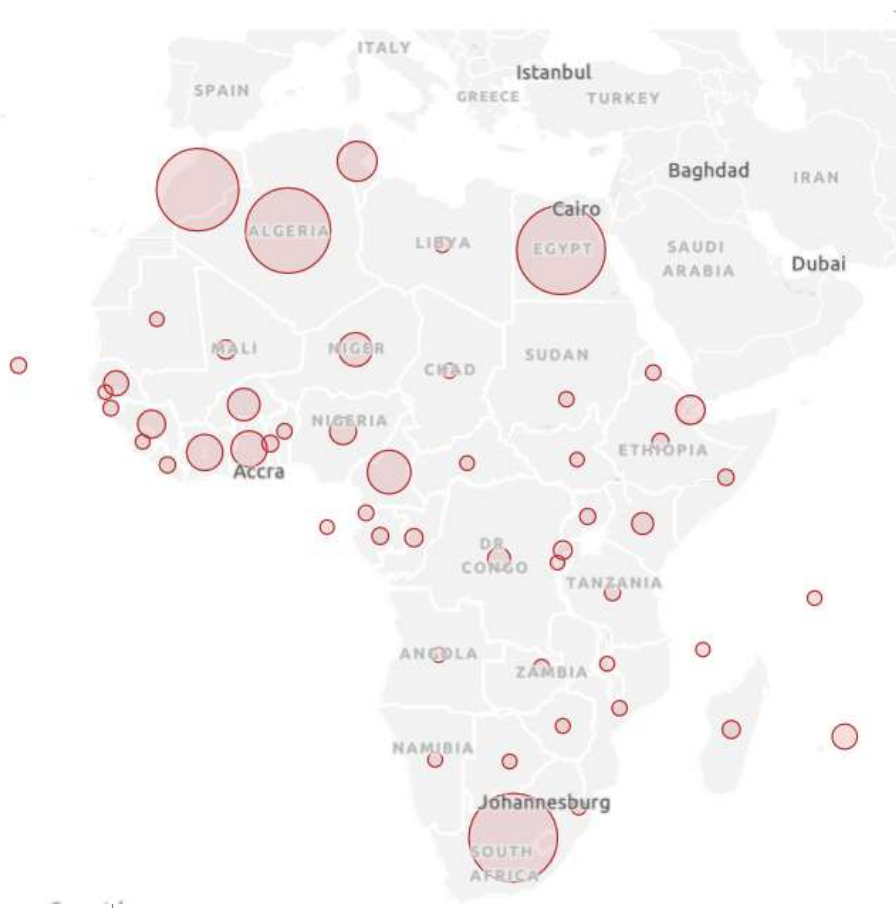 ITALY
SPAIN
Istanbul
GREECE
TURKEY
Baghdad
IRAN
Cairo
ALGERIA
LIBYA
EGYPT
SAUDI
ARABIA
Dubai
MALI
NIGER
CHAD
SUDAN
NIGERIA
ETHIOPIA
Accra
DR
CONGO
TANZANIA
ANGOLA
ZAMBIA
NAMIBIA
Johannesburg
SOUTH
AFRICA